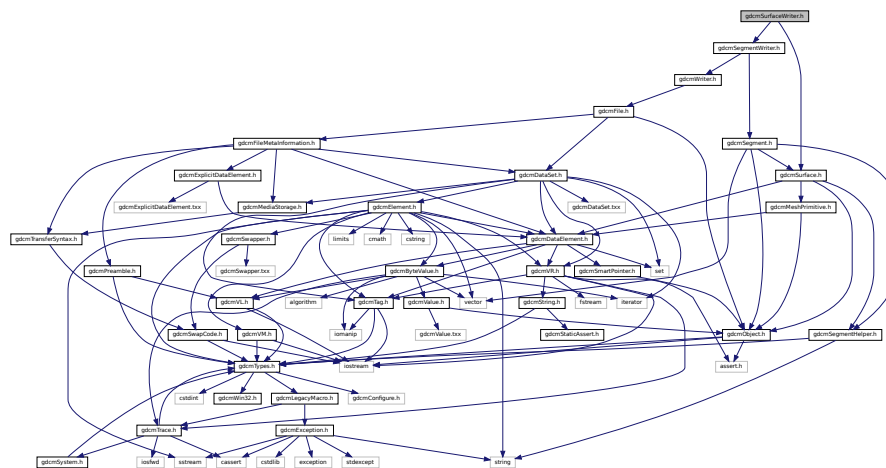 gdcmSurfaceWriter.h
gdcmSegmentWriter.h
gdcmWriter.h
gdcmFile.h
gdcmFileMetaInformation.h
gdcmSegment.h
gdcmExplicitDataElement.h
gdcmDataSet.h
gdcmSurface.h
gdcmExplicitDataElement.txx
gdcmMediaStorage.h
gdcmElement.h
gdcmDataSet.txx
gdcmMeshPrimitive.h
gdcmTransferSyntax.h
gdcmSwapper.h
limits
cmath
cstring
gdcmDataElement.h
gdcmPreamble.h
gdcmSwapper.txx
gdcmByteValue.h
gdcmVR.h
gdcmSmartPointer.h
set
gdcmVL.h
algorithm
gdcmTag.h
gdcmValue.h
vector
gdcmString.h
fstream
iterator
gdcmSwapCode.h
gdcmVM.h
iomanip
gdcmValue.txx
gdcmStaticAssert.h
gdcmObject.h
gdcmSegmentHelper.h
gdcmTypes.h
iostream
assert.h
cstdint
gdcmWin32.h
gdcmLegacyMacro.h
gdcmConfigure.h
gdcmTrace.h
gdcmException.h
gdcmSystem.h
iosfwd
sstream
cassert
cstdlib
exception
stdexcept
string